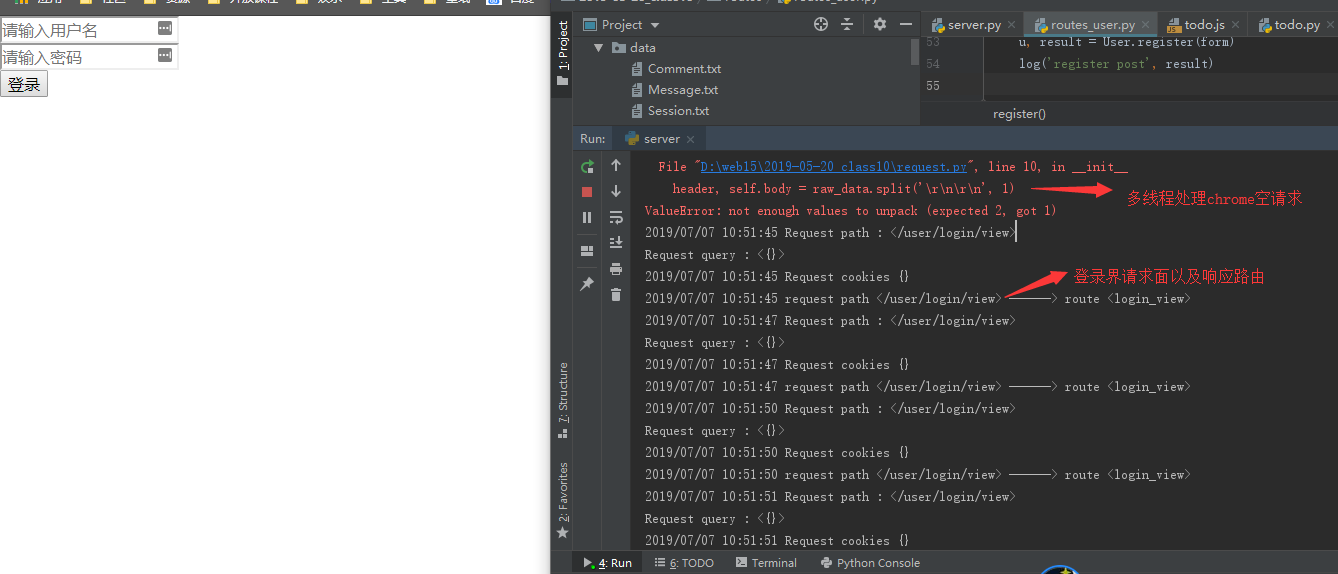 请输入用户名
请输入密码
登录
Project
data
Comment.txt
Message.txt
Session.txt
1: Project
server.py
routes_user.py
todo.js
todo.py
53 u, result = User.register(form)
54 log('register post', result)
55
register()
Run: server
File "D:\web15\2019-05-20 class10\request.py", line 10, in __init__
header, self.body = raw_data.split('\r\n\r\n', 1)
多线程处理chrome空请求
ValueError: not enough values to unpack (expected 2, got 1)
2019/07/07 10:51:45 Request path : </user/login/view>
Request query : <{}>
2019/07/07 10:51:45 Request cookies {}
登录界请求面以及响应路由
2019/07/07 10:51:45 request path </user/login/view> ————> route <login_view>
2019/07/07 10:51:47 Request path : </user/login/view>
Request query : <{}>
2019/07/07 10:51:47 Request cookies {}
2019/07/07 10:51:47 request path </user/login/view> ————> route <login_view>
2019/07/07 10:51:50 Request path : </user/login/view>
Request query : <{}>
2019/07/07 10:51:50 Request cookies {}
2019/07/07 10:51:50 request path </user/login/view> ————> route <login_view>
2019/07/07 10:51:51 Request path : </user/login/view>
Request query : <{}>
2019/07/07 10:51:51 Request cookies {}
7: Structure
2: Favorites
4: Run
6: TODO
Terminal
Python Console